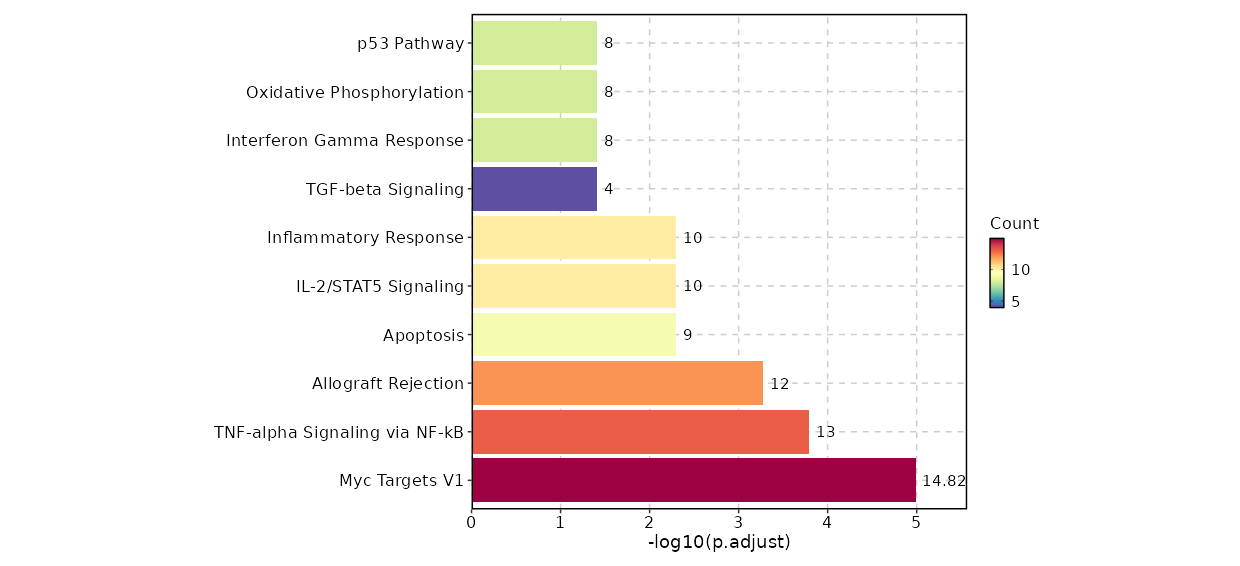 p53 Pathway 8
Oxidative Phosphorylation 8
Interferon Gamma Response 8
TGF-beta Signaling 4
Inflammatory Response 10
IL-2/STAT5 Signaling 10
Apoptosis 9
Allograft Rejection 12
TNF-alpha Signaling via NF-kB 13
Myc Targets V1 14.82
0 1 2 3 4 5
-log10(p.adjust)
Count
10
5